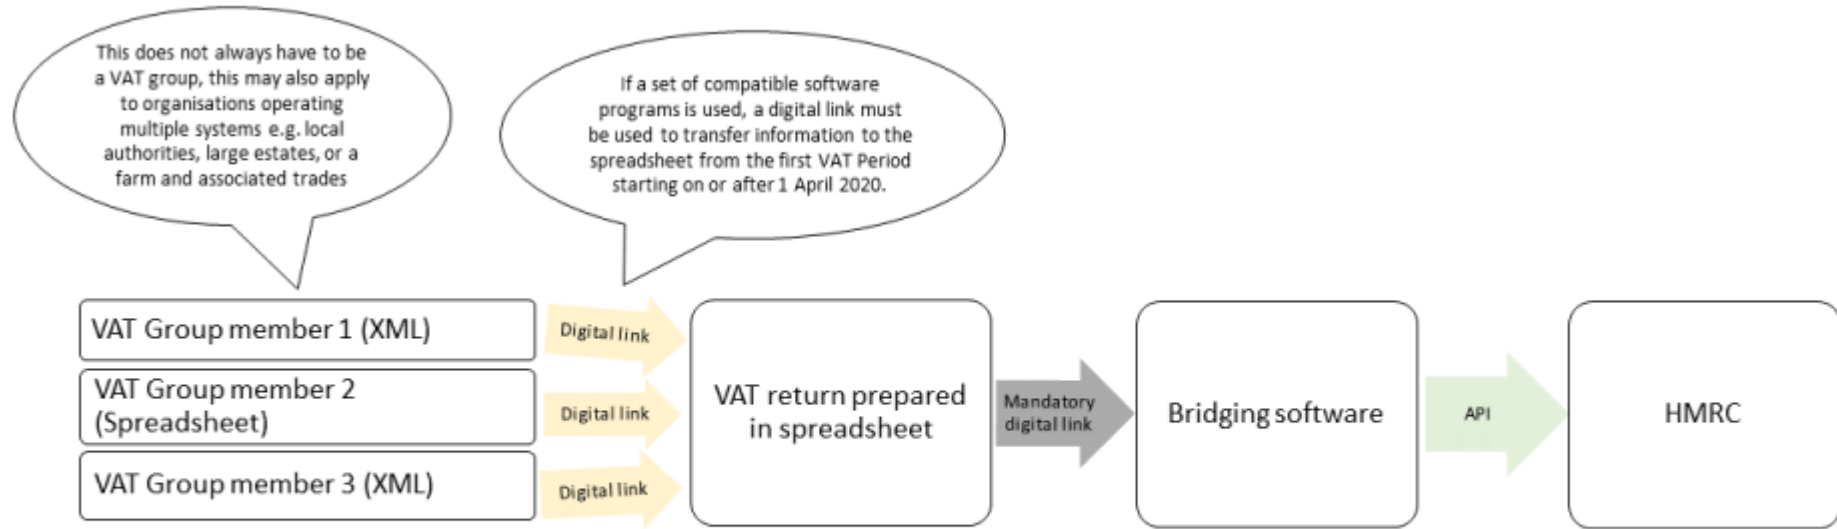 This does not always have to be
a VAT group, this may also apply
to organisations operating
multiple systems e.g. local
authorities, large estates, or a
farm and associated trades
If a set of compatible software
programs is used, a digital link must
be used to transfer information to the
spreadsheet from the first VAT Period
starting on or after 1 April 2020.
VAT Group member 1 (XML)
Digital link
VAT Group member 2
(Spreadsheet)
Digital link
VAT Group member 3 (XML)
Digital link
VAT return prepared
in spreadsheet
Mandatory
digital link
Bridging software
API
HMRC